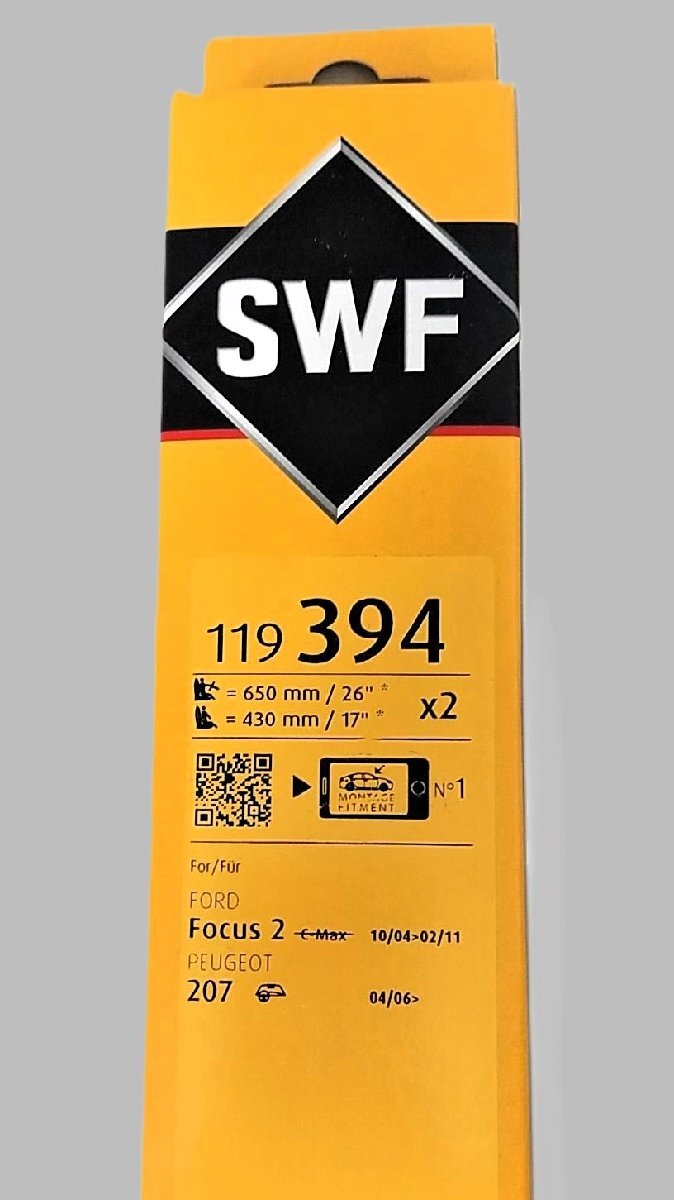 SWF
119 394
= 650 mm / 26" *
= 430 mm / 17" *
x2
MONTAGE
FITMENT
N°1
For/Für
FORD
Focus 2 C-Max 10/04>02/11
PEUGEOT
207 04/06>